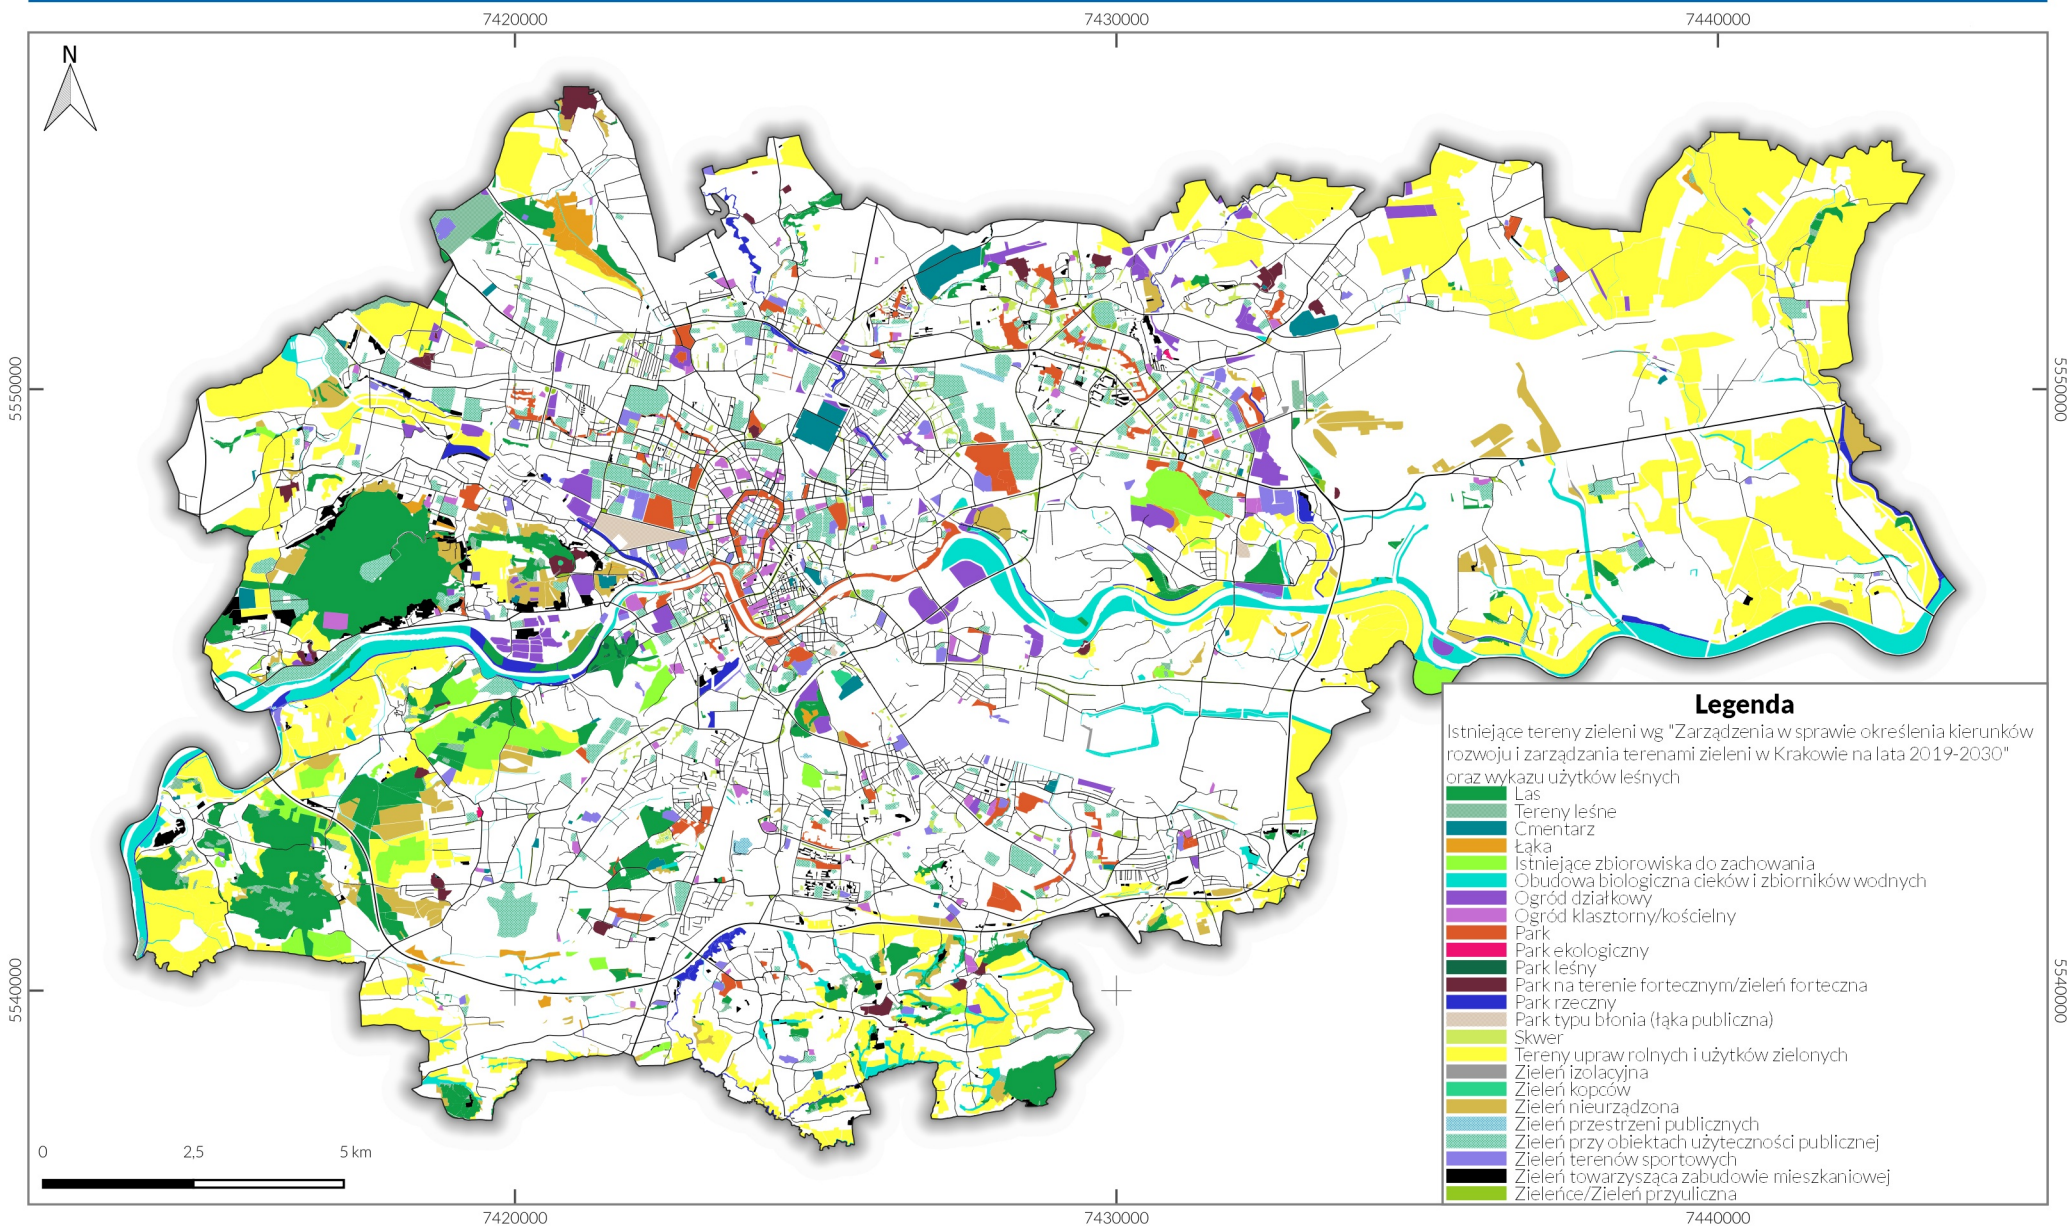 7420000 7430000 7440000
N
5550000 5550000
5540000 5540000
Legenda
Istniejące tereny zieleni wg "Zarządzenia w sprawie określenia kierunków
rozwoju i zarządzania terenami zieleni w Krakowie na lata 2019-2030"
oraz wykazu użytków leśnych
Las
Tereny leśne
Cmentarz
Łąka
Istniejące zbiorowiska do zachowania
Obudowa biologiczna cieków i zbiorników wodnych
Ogród działkowy
Ogród klasztorny/kościelny
Park
Park ekologiczny
Park leśny
Park na terenie fortecznym/zieleń forteczna
Park rzeczny
Park typu błonia (łąka publiczna)
Skwer
Tereny upraw rolnych i użytków zielonych
Zieleń izolacyjna
Zieleń kopców
Zieleń nieurządzona
Zieleń przestrzeni publicznych
Zieleń przy obiektach użyteczności publicznej
Zieleń terenów sportowych
Zieleń towarzysząca zabudowie mieszkaniowej
Zieleńce/Zieleń przyuliczna
0 2,5 5 km
7420000 7430000 7440000